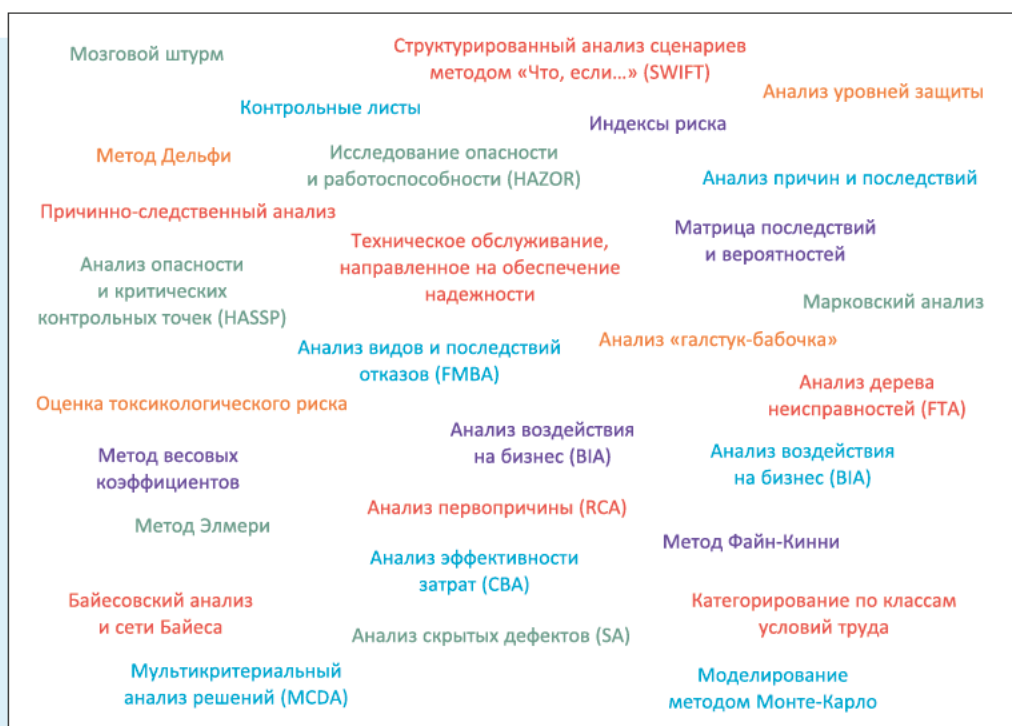 Мозговой штурм
Структурированный анализ сценариев
методом «Что, если...» (SWIFT)
Анализ уровней защиты
Контрольные листы
Индексы риска
Метод Дельфи
Исследование опасности
и работоспособности (HAZOR)
Анализ причин и последствий
Причинно-следственный анализ
Матрица последствий
и вероятностей
Техническое обслуживание,
направленное на обеспечение
надежности
Анализ опасности
и критических
контрольных точек (HASSP)
Марковский анализ
Анализ видов и последствий
отказов (FMBA)
Анализ «галстук-бабочка»
Анализ дерева
неисправностей (FTA)
Оценка токсикологического риска
Анализ воздействия
на бизнес (BIA)
Анализ воздействия
на бизнес (BIA)
Метод весовых
коэффициентов
Анализ первопричины (RCA)
Метод Элмери
Метод Файн-Кинни
Анализ эффективности
затрат (CBA)
Байесовский анализ
и сети Байеса
Категорирование по классам
условий труда
Анализ скрытых дефектов (SA)
Мультикритериальный
анализ решений (MCDA)
Моделирование
методом Монте-Карло